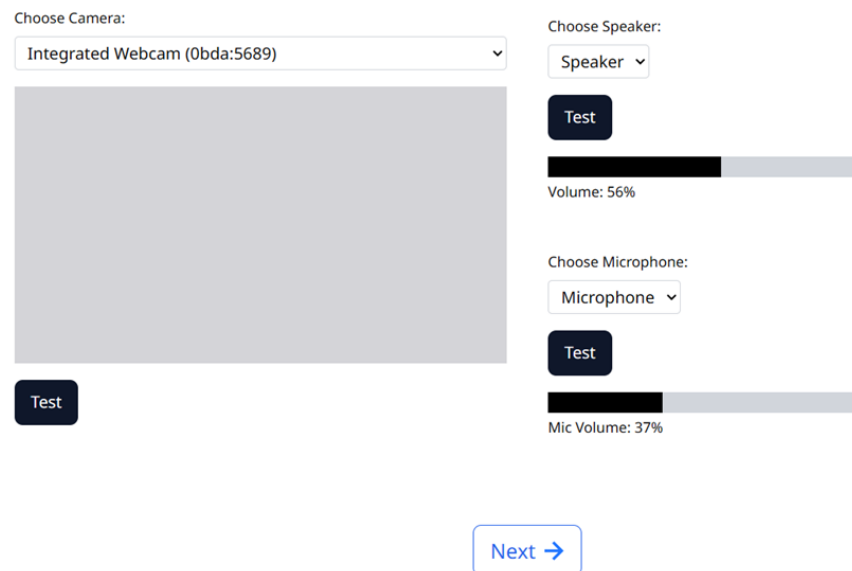 Choose Camera:
Integrated Webcam (0bda:5689)
Test
Choose Speaker:
Speaker
Test
Volume: 56%
Choose Microphone:
Microphone
Test
Mic Volume: 37%
Next →